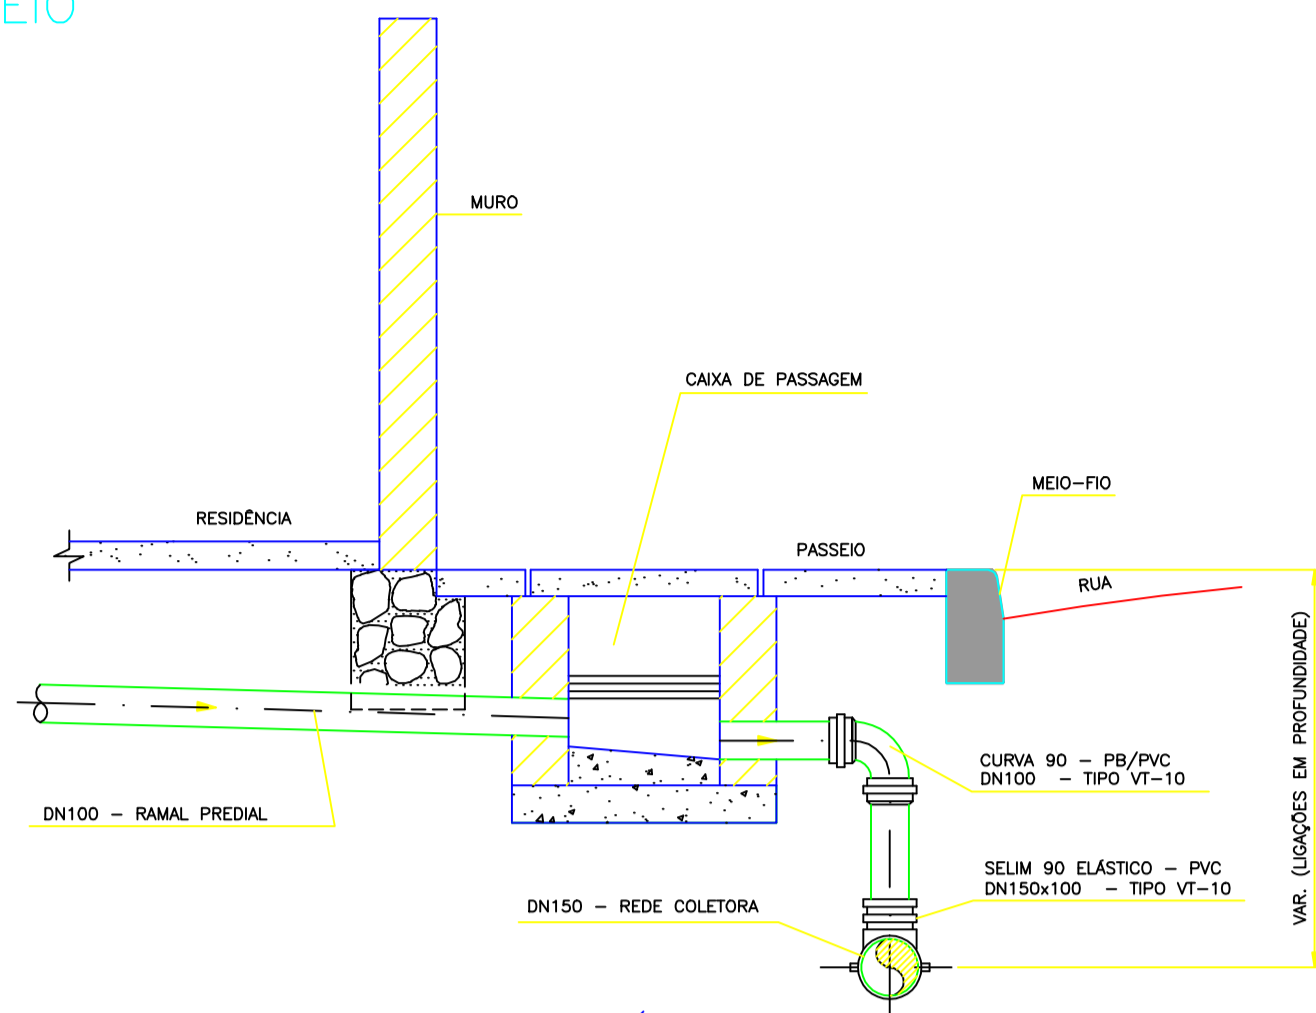 EIO
MURO
CAIXA DE PASSAGEM
MEIO-FIO
RESIDÊNCIA
PASSEIO
RUA
VAR. (LIGAÇÕES EM PROFUNDIDADE)
CURVA 90 - PB/PVC
DN100 - TIPO VT-10
DN100 - RAMAL PREDIAL
SELIM 90 ELÁSTICO - PVC
DN150x100 - TIPO VT-10
DN150 - REDE COLETORA